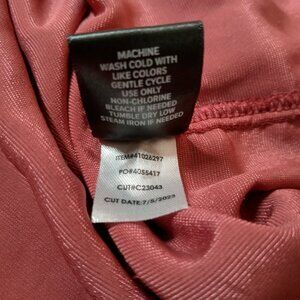 MACHINE
WASH COLD WITH
LIKE COLORS
GENTLE CYCLE
USE ONLY
NON-CHLORINE
BLEACH IF NEEDED
TUMBLE DRY LOW
STEAM IRON IF NEEDED
ITEM#41026297
PO#4055417
CUT#C23043
CUT DATE:7/5/2023